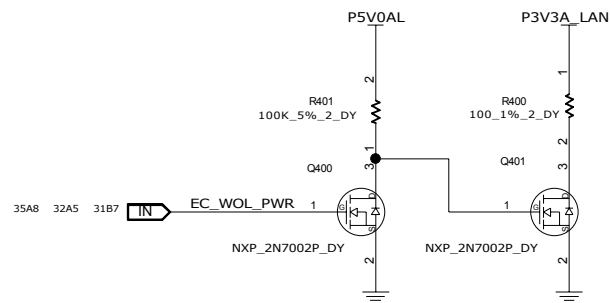 P5V0AL
P3V3A_LAN
2
1
R401
100K_5%_2_DY
R400
100_1%_2_DY
1
2
Q400
3
Q401
3
35A8 32A5 31B7 IN EC_WOL_PWR 1 G D S
1 G D S
NXP_2N7002P_DY
2
NXP_2N7002P_DY
2